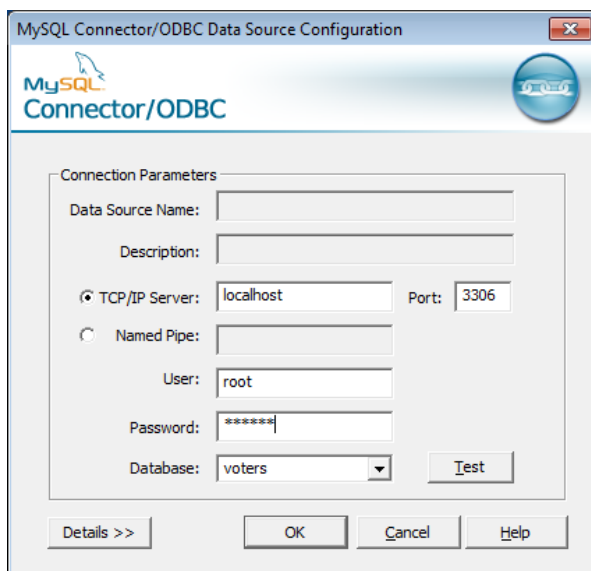 MySQL Connector/ODBC Data Source Configuration
MySQL
Connector/ODBC
Connection Parameters
Data Source Name:
Description:
TCP/IP Server: localhost Port: 3306
Named Pipe:
User: root
Password: ******
Database: voters Test
Details >> OK Cancel Help